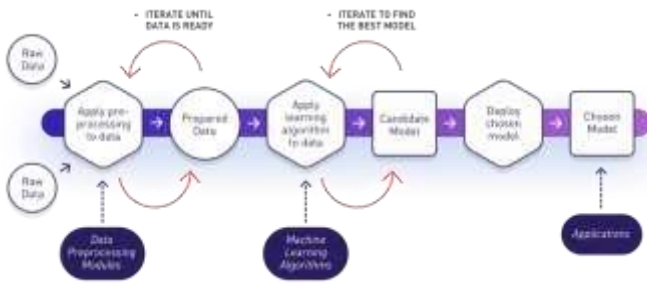 - ITERATE UNTIL
DATA IS READY
- ITERATE TO FIND
THE BEST MODEL
Raw
Data
Apply pre-
processing
to data
Prepared
Data
Apply
learning
algorithm
to data
Candidate
Model
Deploy
chosen
model
Chosen
Model
Raw
Data
Data
Preprocessing
Modules
Machine
Learning
Algorithms
Applications